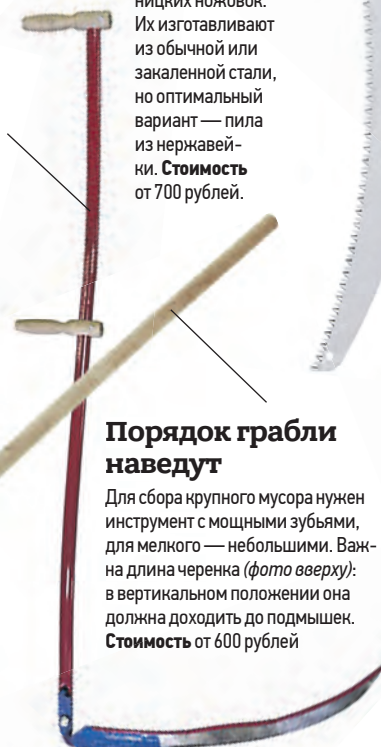 ницких ножовок.
Их изготавливают
из обычной или
закаленной стали,
но оптимальный
вариант — пила
из нержавей-
ки. Стоимость
от 700 рублей.
Порядок грабли
наведут
Для сбора крупного мусора нужен
инструмент с мощными зубьями,
для мелкого — небольшими. Важ-
на длина черенка (фото вверху):
в вертикальном положении она
должна доходить до подмышек.
Стоимость от 600 рублей